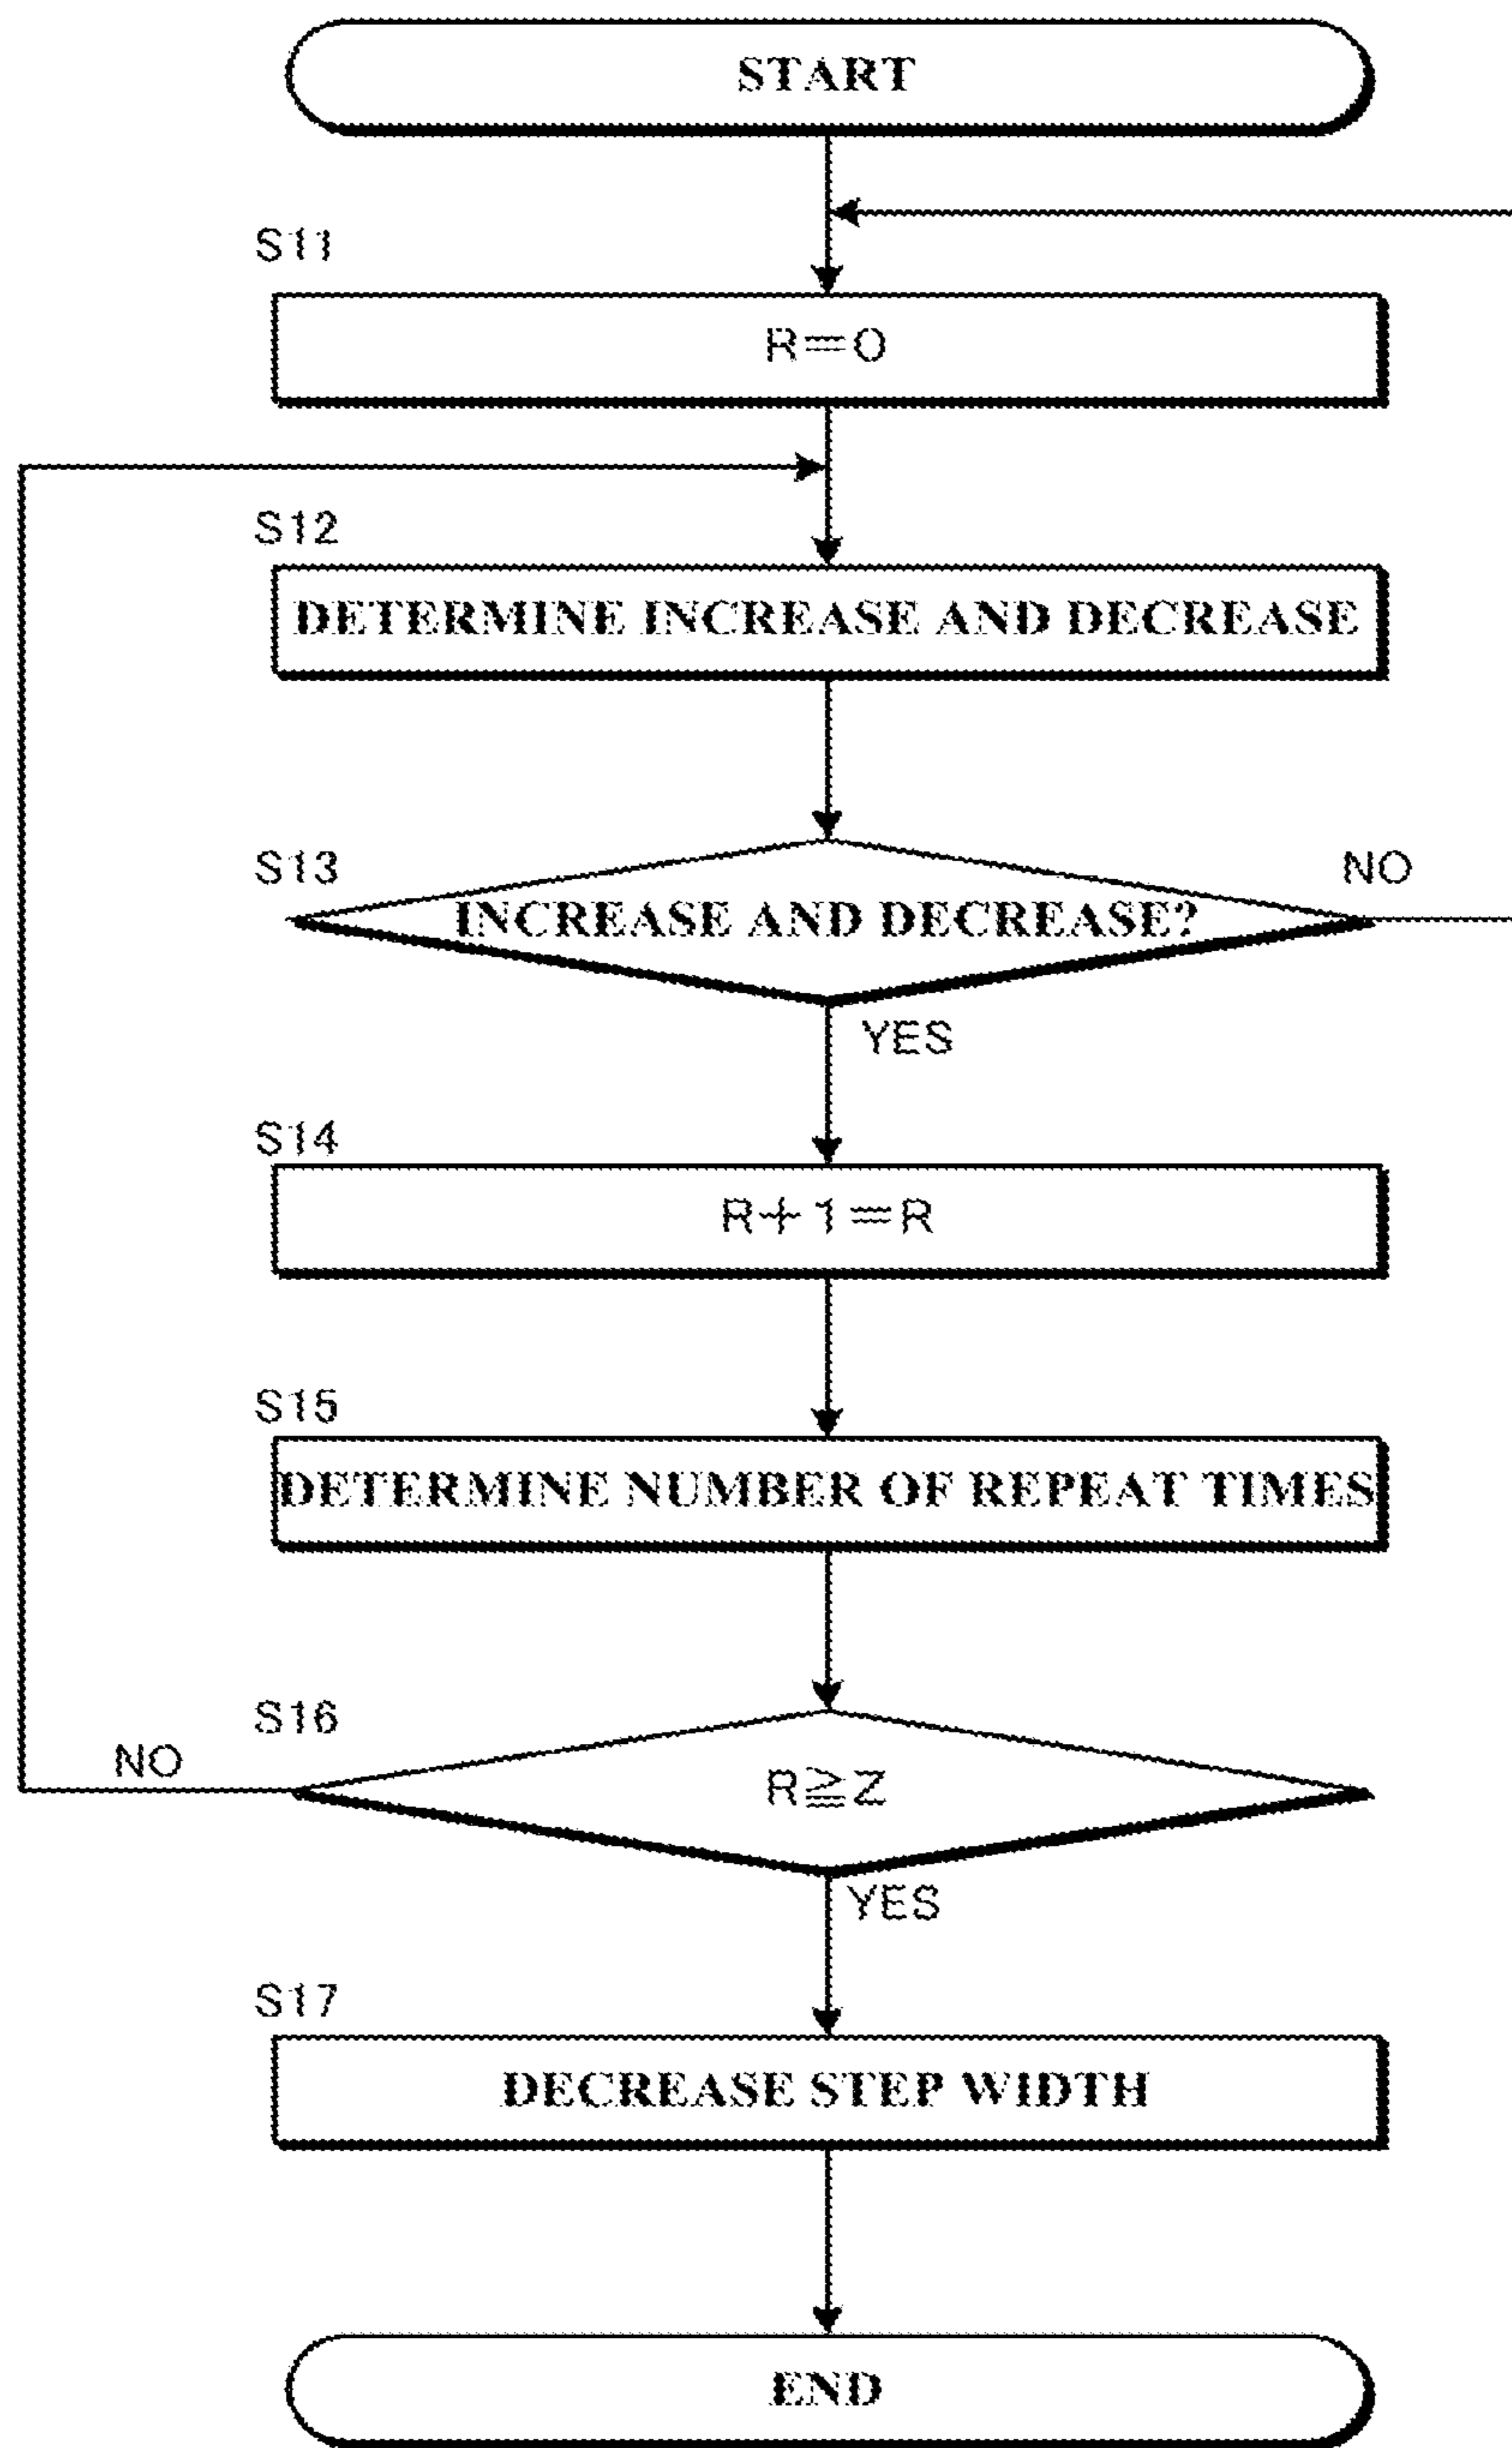 START
S11
R=0
S12
DETERMINE INCREASE AND DECREASE
S13
NO
INCREASE AND DECREASE?
YES
S14
R+1=R
S15
DETERMINE NUMBER OF REPEAT TIMES
S16
NO
R≧Z
YES
S17
DECREASE STEP WIDTH
END